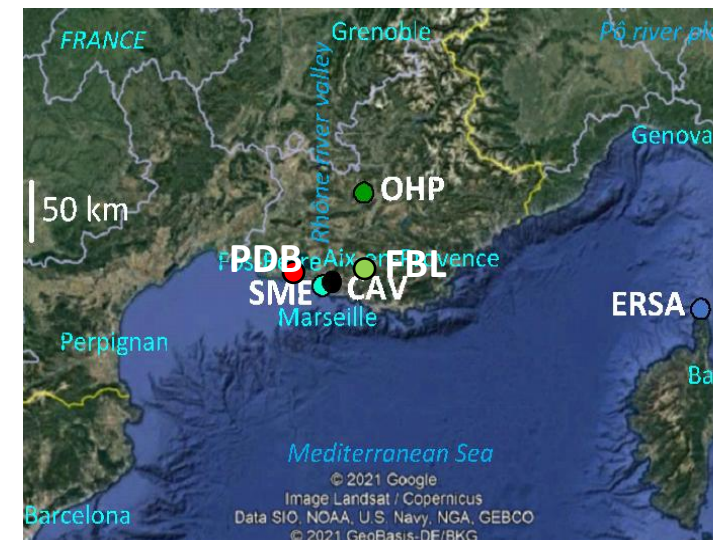 FRANCE
Grenoble
Pô river pl
Rhône river valley
Genova
50 km
OHP
PDB
Aix-en-Provence
FBL
SME
CAV
Marseille
ERSA
Perpignan
Ba
Mediterranean Sea
© 2021 Google
Image Landsat / Copernicus
Barcelona
Data SIO, NOAA, U.S. Navy, NGA, GEBCO
© 2021 GeoBasis-DE/BKG